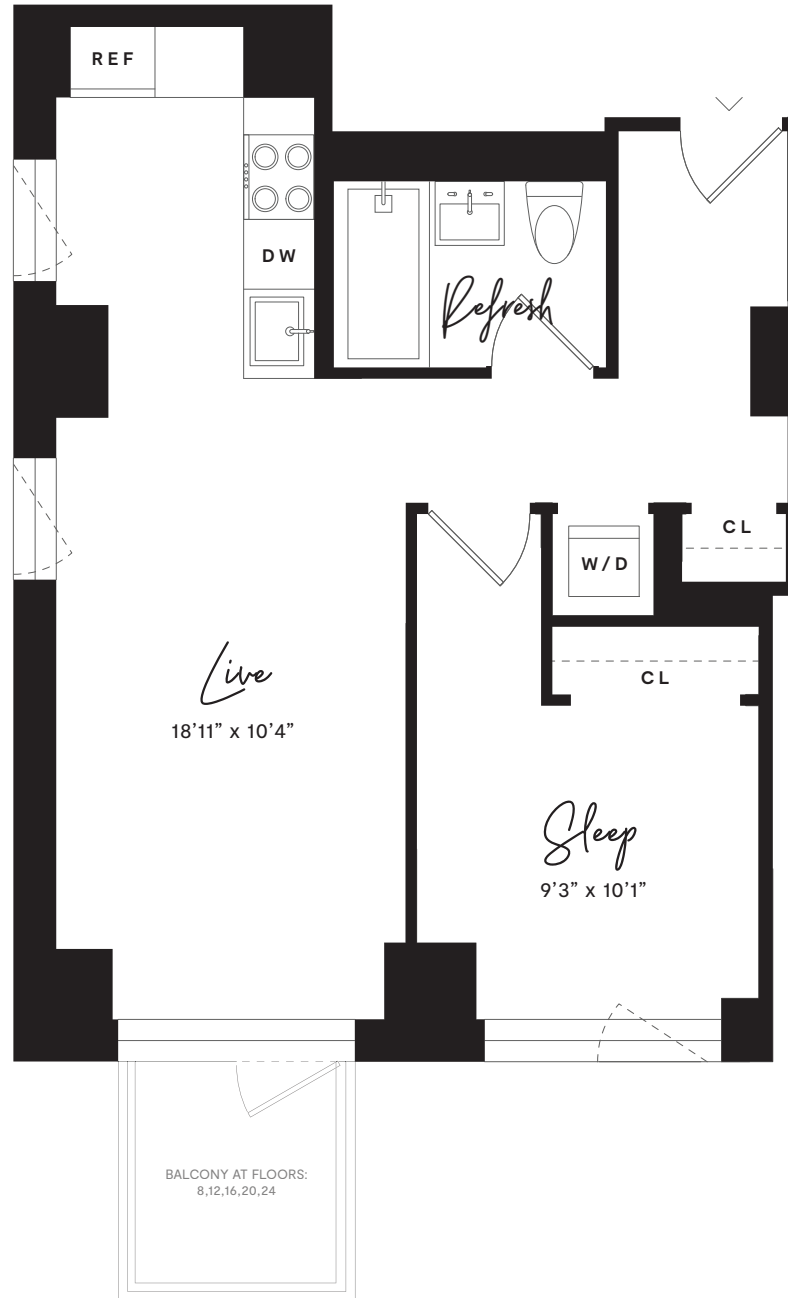 REF
DW
Refresh
CL
W/D
CL
Live
18’11” x 10’4”
Sleep
9’3” x 10’1”
BALCONY AT FLOORS:
8,12,16,20,24